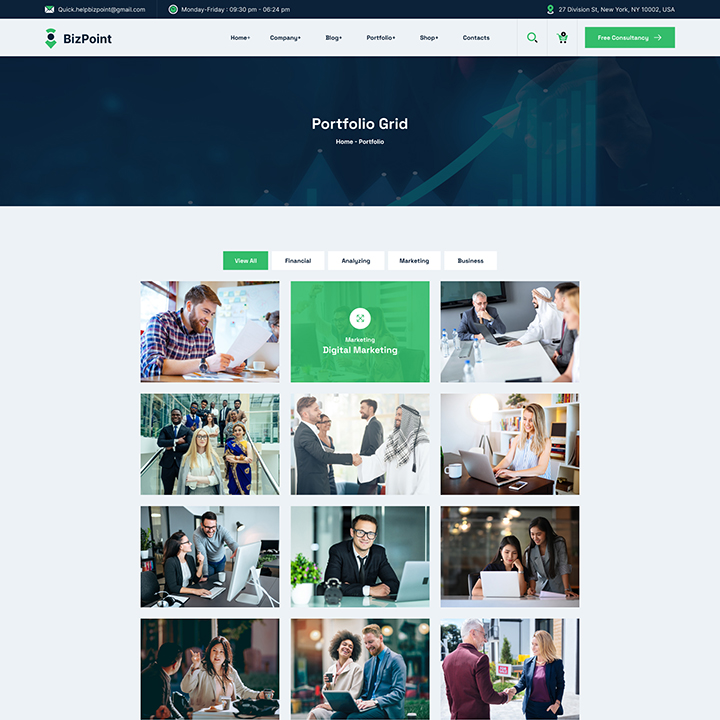 Quick.helpbizpoint@gmail.com
Monday-Friday : 09:30 pm - 06:24 pm
27 Division St, New York, NY 10002, USA
BizPoint
Home+
Company+
Blog+
Portfolio+
Shop+
Contacts
0
Free Consultancy
Portfolio Grid
Home - Portfolio
View All
Financial
Analyzing
Marketing
Business
Marketing
Digital Marketing